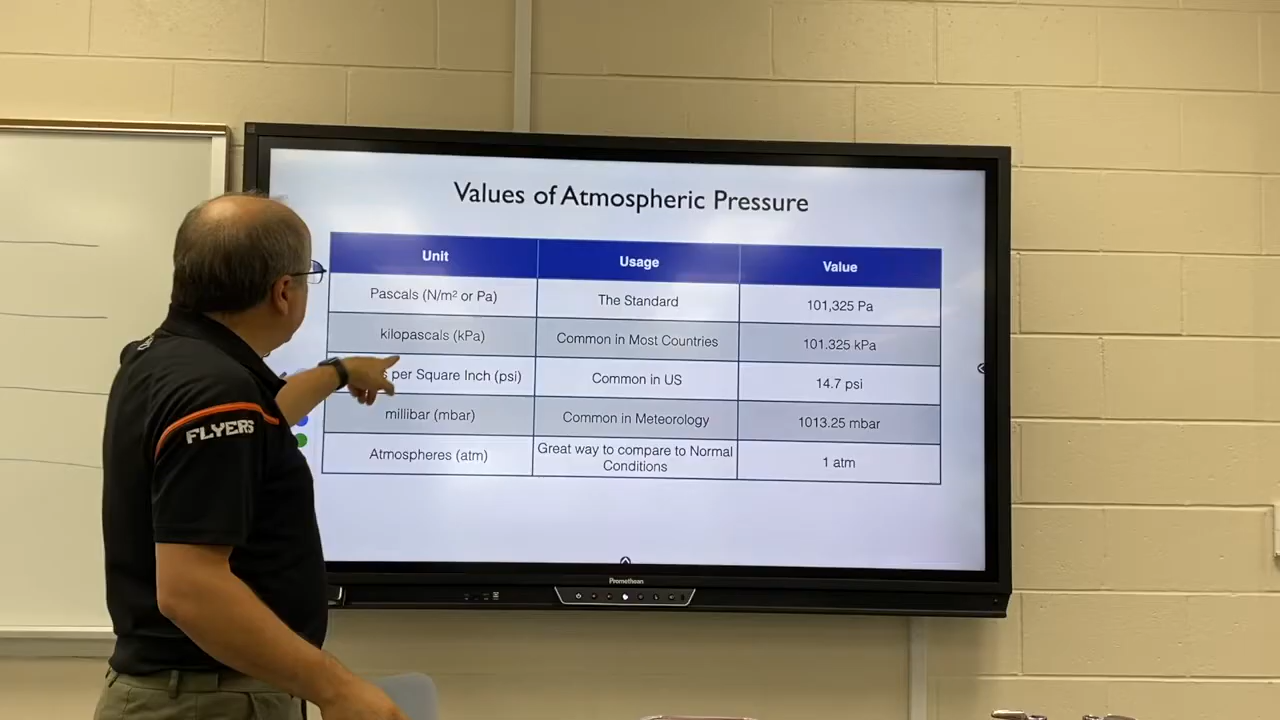 Values of Atmospheric Pressure
Unit Usage Value
Pascals (N/m² or Pa) The Standard 101,325 Pa
kilopascals (kPa) Common in Most Countries 101.325 kPa
per Square Inch (psi) Common in US 14.7 psi
millibar (mbar) Common in Meteorology 1013.25 mbar
Atmospheres (atm) Great way to compare to Normal
Conditions 1 atm
FLYERS
Promethean